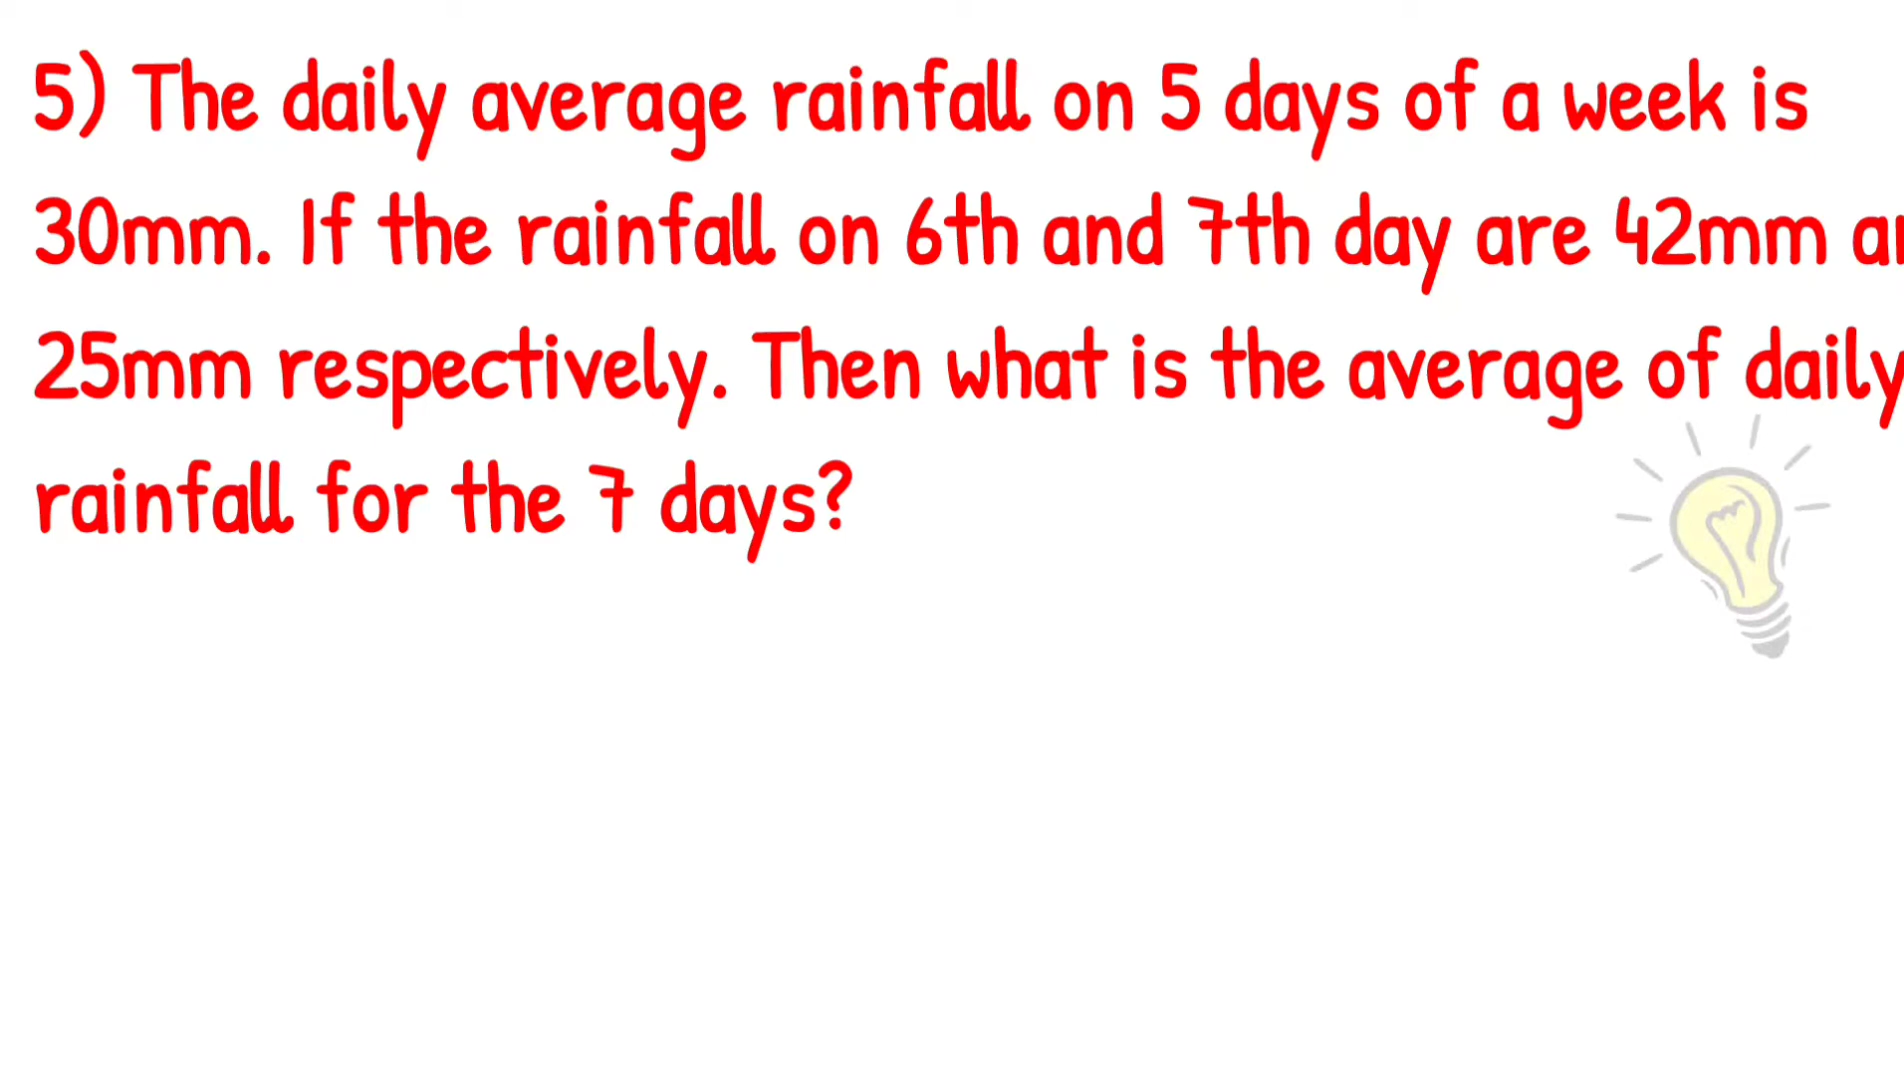 5) The daily average rainfall on 5 days of a week is
30mm. If the rainfall on 6th and 7th day are 42mm
25mm respectively. Then what is the average of daily
rainfall for the 7 days?